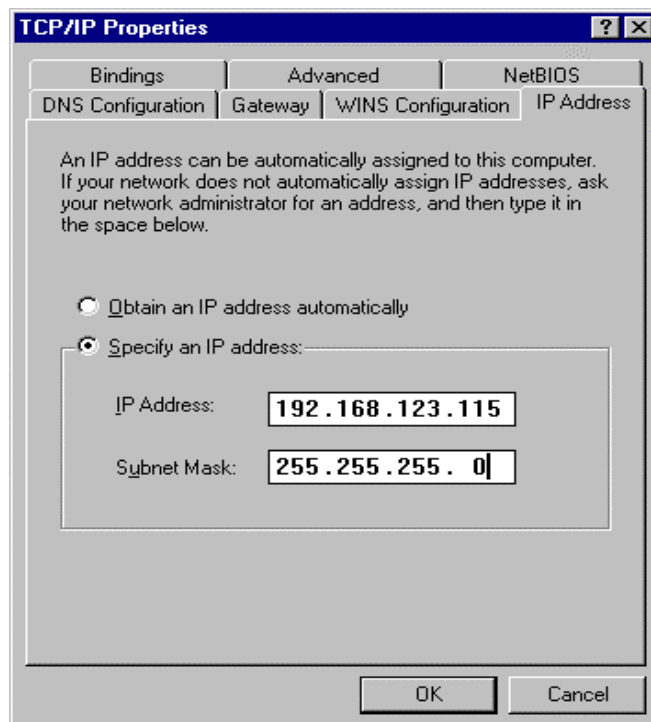 TCP/IP Properties
? X
Bindings Advanced NetBIOS
DNS Configuration Gateway WINS Configuration IP Address
An IP address can be automatically assigned to this computer.
If your network does not automatically assign IP addresses, ask
your network administrator for an address, and then type it in
the space below.
Obtain an IP address automatically
Specify an IP address:
IP Address: 192.168.123.115
Subnet Mask: 255.255.255. 0
OK Cancel